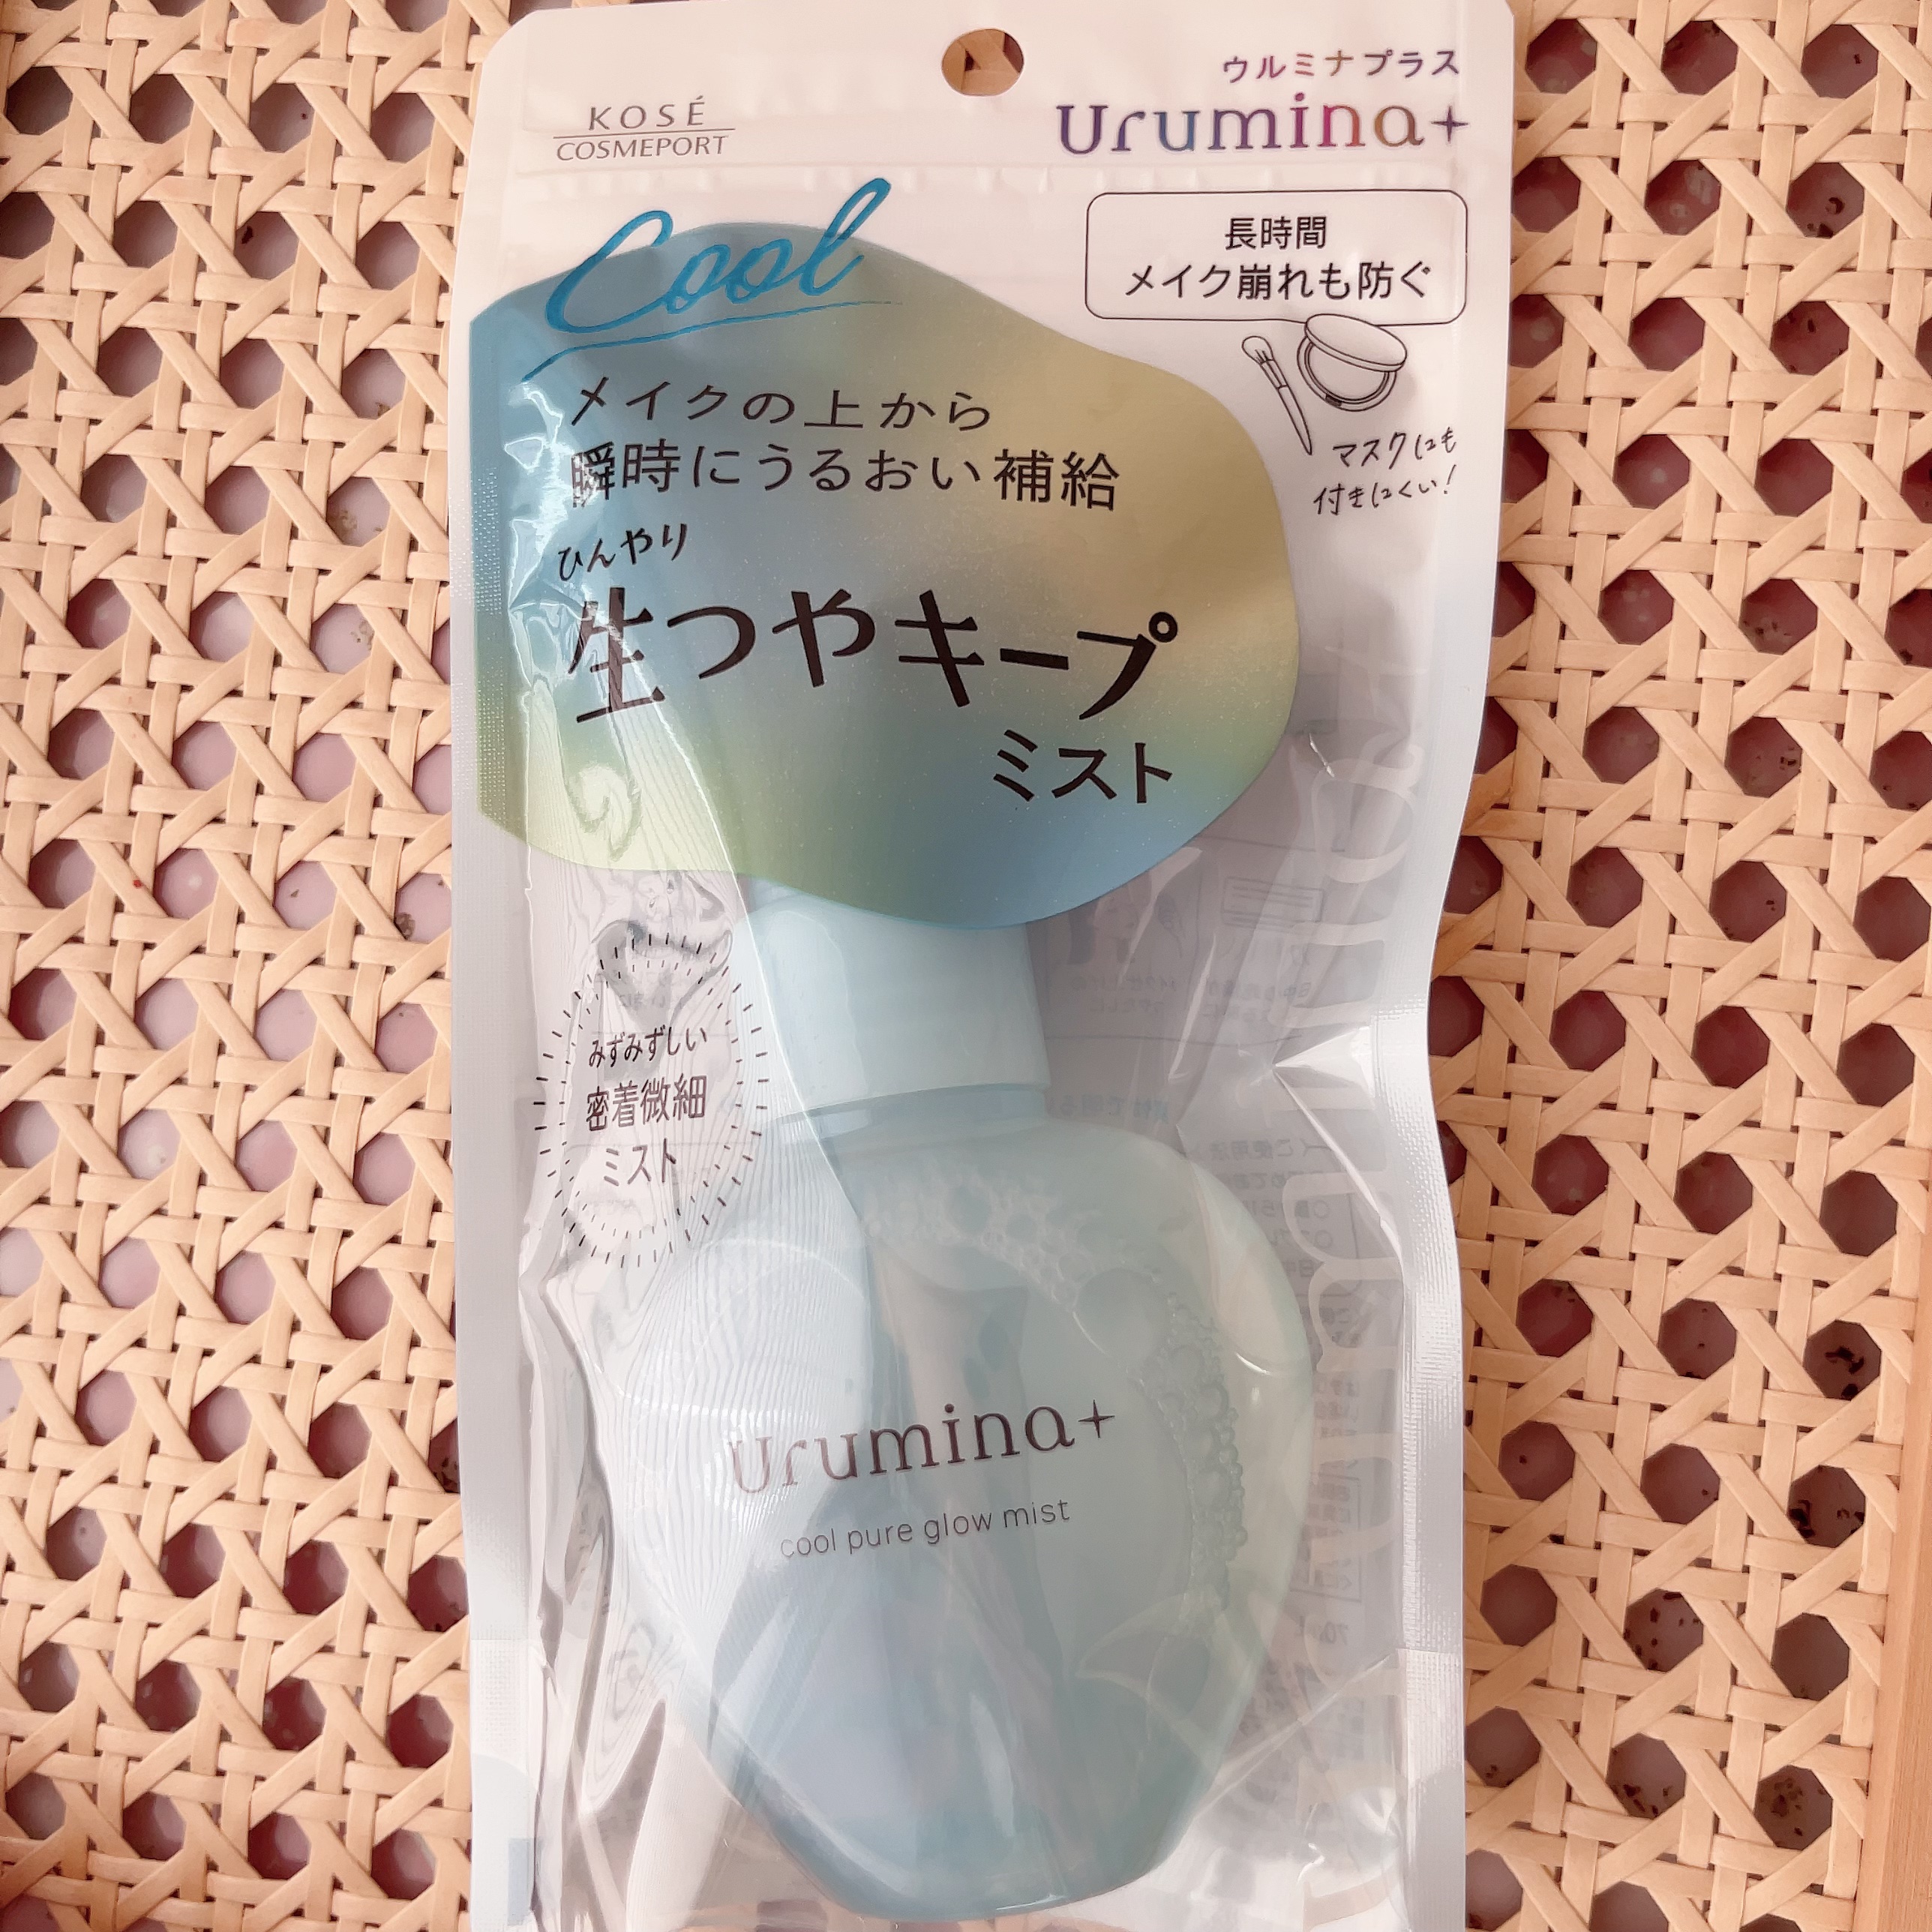 KOSÉ
COSMEPORT
ウルミナプラス
Urumina+
長時間
メイク崩れも防ぐ
マスクにも
付きにくい!
Cool
メイクの上から
瞬時にうるおい補給
ひんやり
生つやキープ
ミスト
みずみずしい
密着微細
ミスト
Urumina+
cool pure glow mist